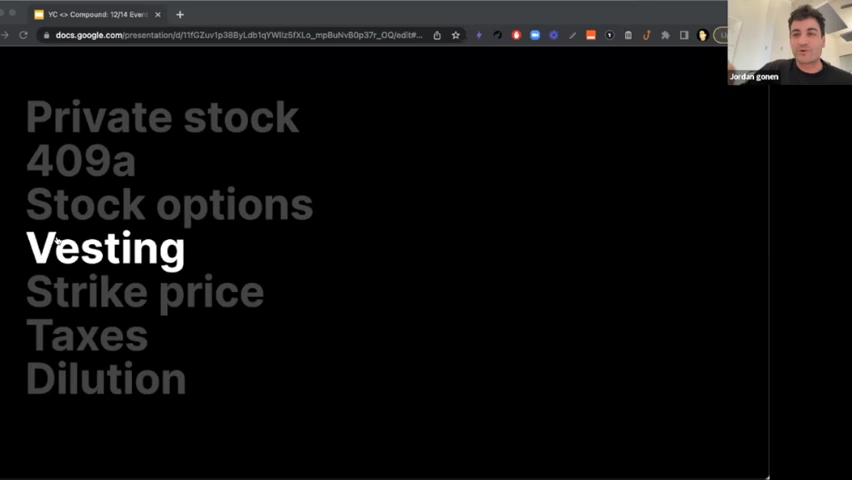 YC <> Compound: 12/14 Even
docs.google.com/presentation/d/11fGZuv1p38ByLdb1qYWIlz5fXLo_mpBuNvB0p37r_OQ/edit#...
Jordan gonen
Private stock
409a
Stock options
Vesting
Strike price
Taxes
Dilution